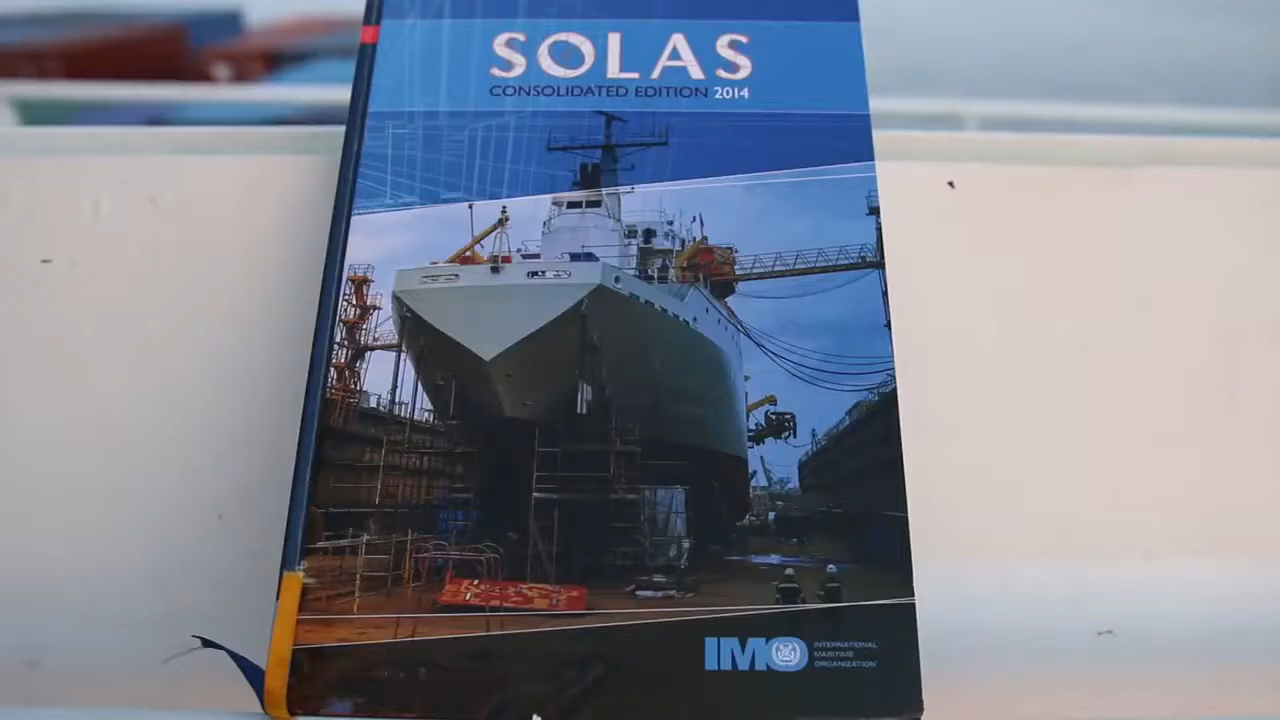 SOLAS
CONSOLIDATED EDITION 2014
IMO
INTERNATIONAL
MARITIME
ORGANIZATION